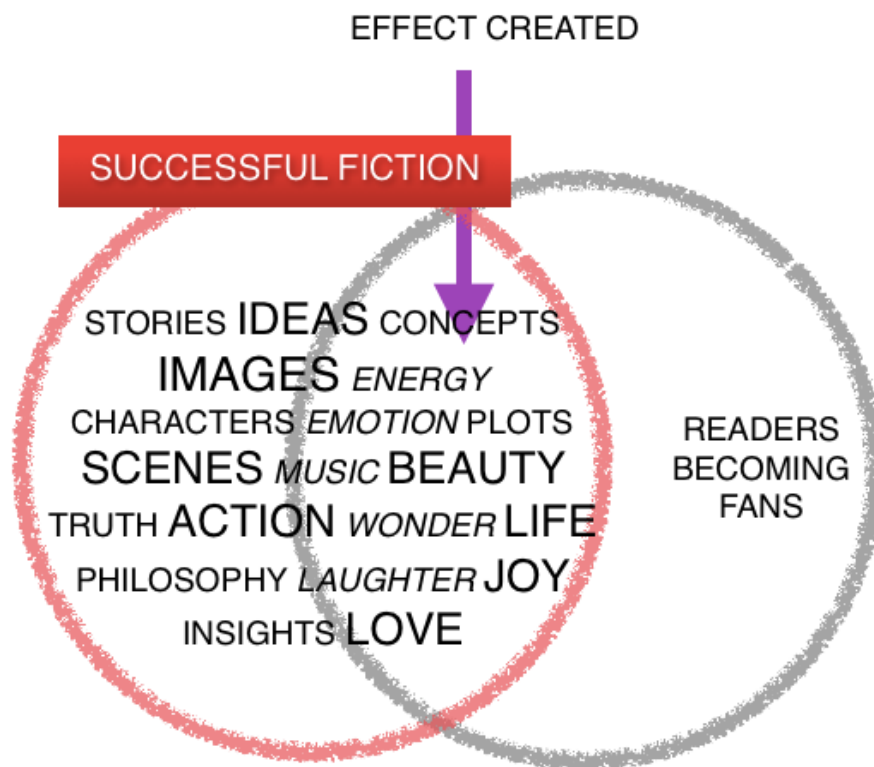 EFFECT CREATED
SUCCESSFUL FICTION
STORIES IDEAS CONCEPTS
IMAGES ENERGY
CHARACTERS EMOTION PLOTS
SCENES MUSIC BEAUTY
TRUTH ACTION WONDER LIFE
PHILOSOPHY LAUGHTER JOY
INSIGHTS LOVE
READERS
BECOMING
FANS